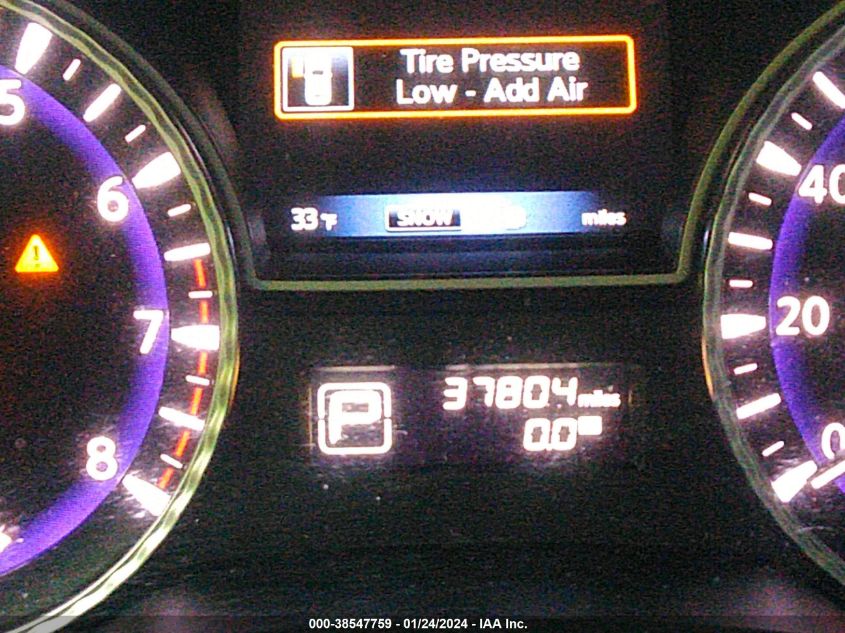 Tire Pressure
Low - Add Air
33°F SNOW miles
5
6
7
8
40
20
0
P
37804 miles
0.0
000-38547759 - 01/24/2024 - IAA Inc.